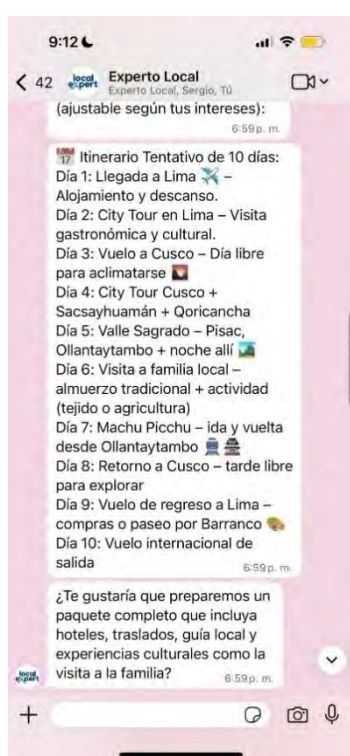 9:12
42
local expert
Experto Local
Experto Local, Sergio, Tú
(ajustable según tus intereses):
6:59 p. m.
17 Itinerario Tentativo de 10 días:
Día 1: Llegada a Lima ✈️ –
Alojamiento y descanso.
Día 2: City Tour en Lima – Visita
gastronómica y cultural.
Día 3: Vuelo a Cusco – Día libre
para aclimatarse 🌄
Día 4: City Tour Cusco +
Sacsayhuamán + Qoricancha
Día 5: Valle Sagrado – Pisac,
Ollantaytambo + noche allí 🏞️
Día 6: Visita a familia local –
almuerzo tradicional + actividad
(tejido o agricultura)
Día 7: Machu Picchu – ida y vuelta
desde Ollantaytambo 🚆
Día 8: Retorno a Cusco – tarde libre
para explorar
Día 9: Vuelo de regreso a Lima –
compras o paseo por Barranco 🎨
Día 10: Vuelo internacional de
salida
6:59 p. m.
¿Te gustaría que preparemos un
paquete completo que incluya
hoteles, traslados, guía local y
experiencias culturales como la
visita a la familia?
6:59 p. m.
local expert